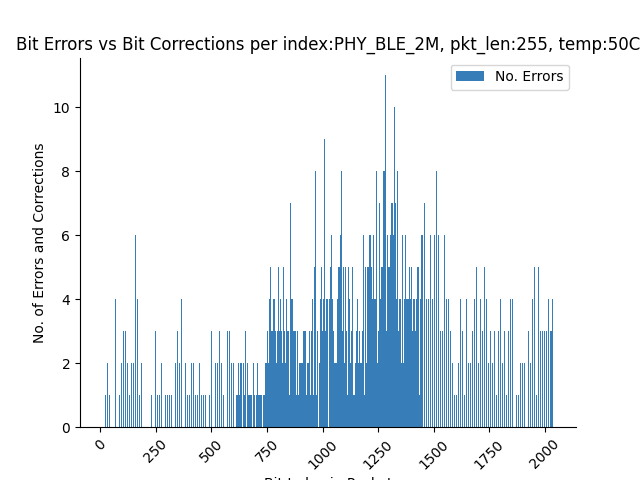 Bit Errors vs Bit Corrections per index:PHY_BLE_2M, pkt_len:255, temp:50C
No. Errors
No. of Errors and Corrections
10
8
6
4
2
0
0 250 500 750 1000 1250 1500 1750 2000